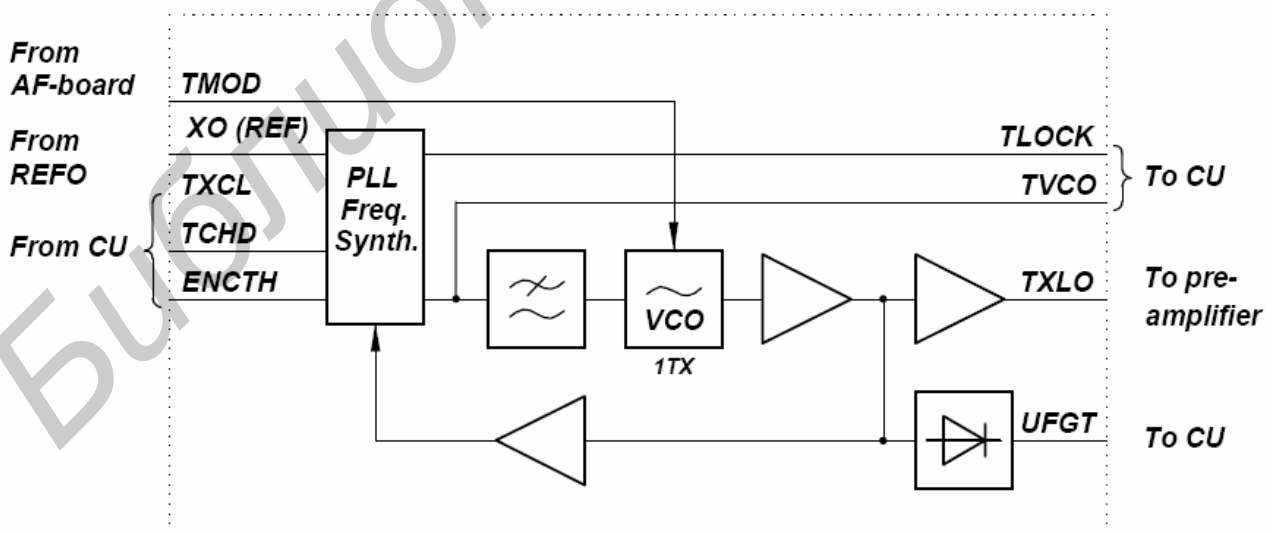 From
AF-board
TMOD
XO (REF)
From
REFO
TXCL
TCHD
From CU
ENCTH
PLL
Freq.
Synth.
VCO
1TX
TLOCK
TVCO
To CU
TXLO
To pre-
amplifier
UFGT
To CU